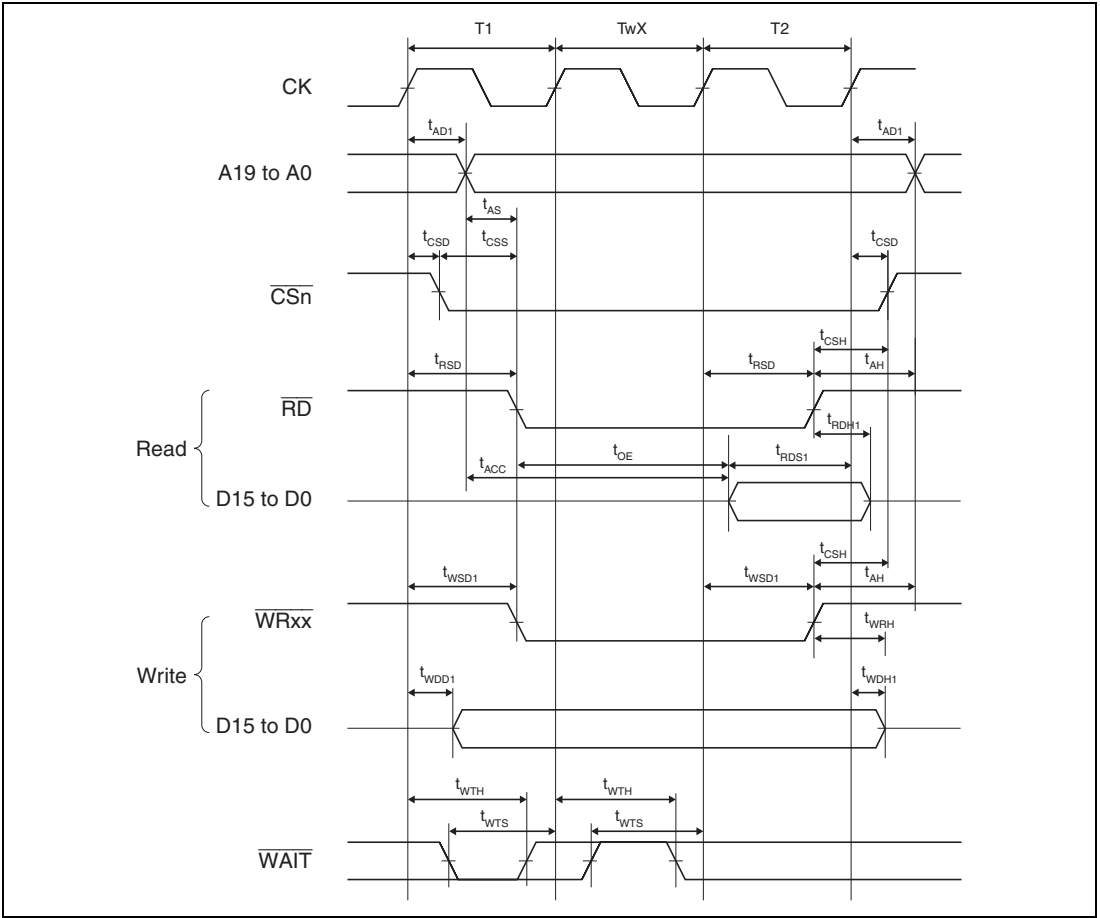 T1 TwX T2
CK
tAD1 tAD1
A19 to A0
tAS
tCSD tCSS tCSD
CSn
tCSH
tRSD tRSD tAH
RD
tRDH1
Read
tOE tRDS1
tACC
D15 to D0
tCSH
tWSD1 tWSD1 tAH
WRxx
tWRH
Write
tWDD1 tWDH1
D15 to D0
tWTH tWTH
tWTS tWTS
WAIT